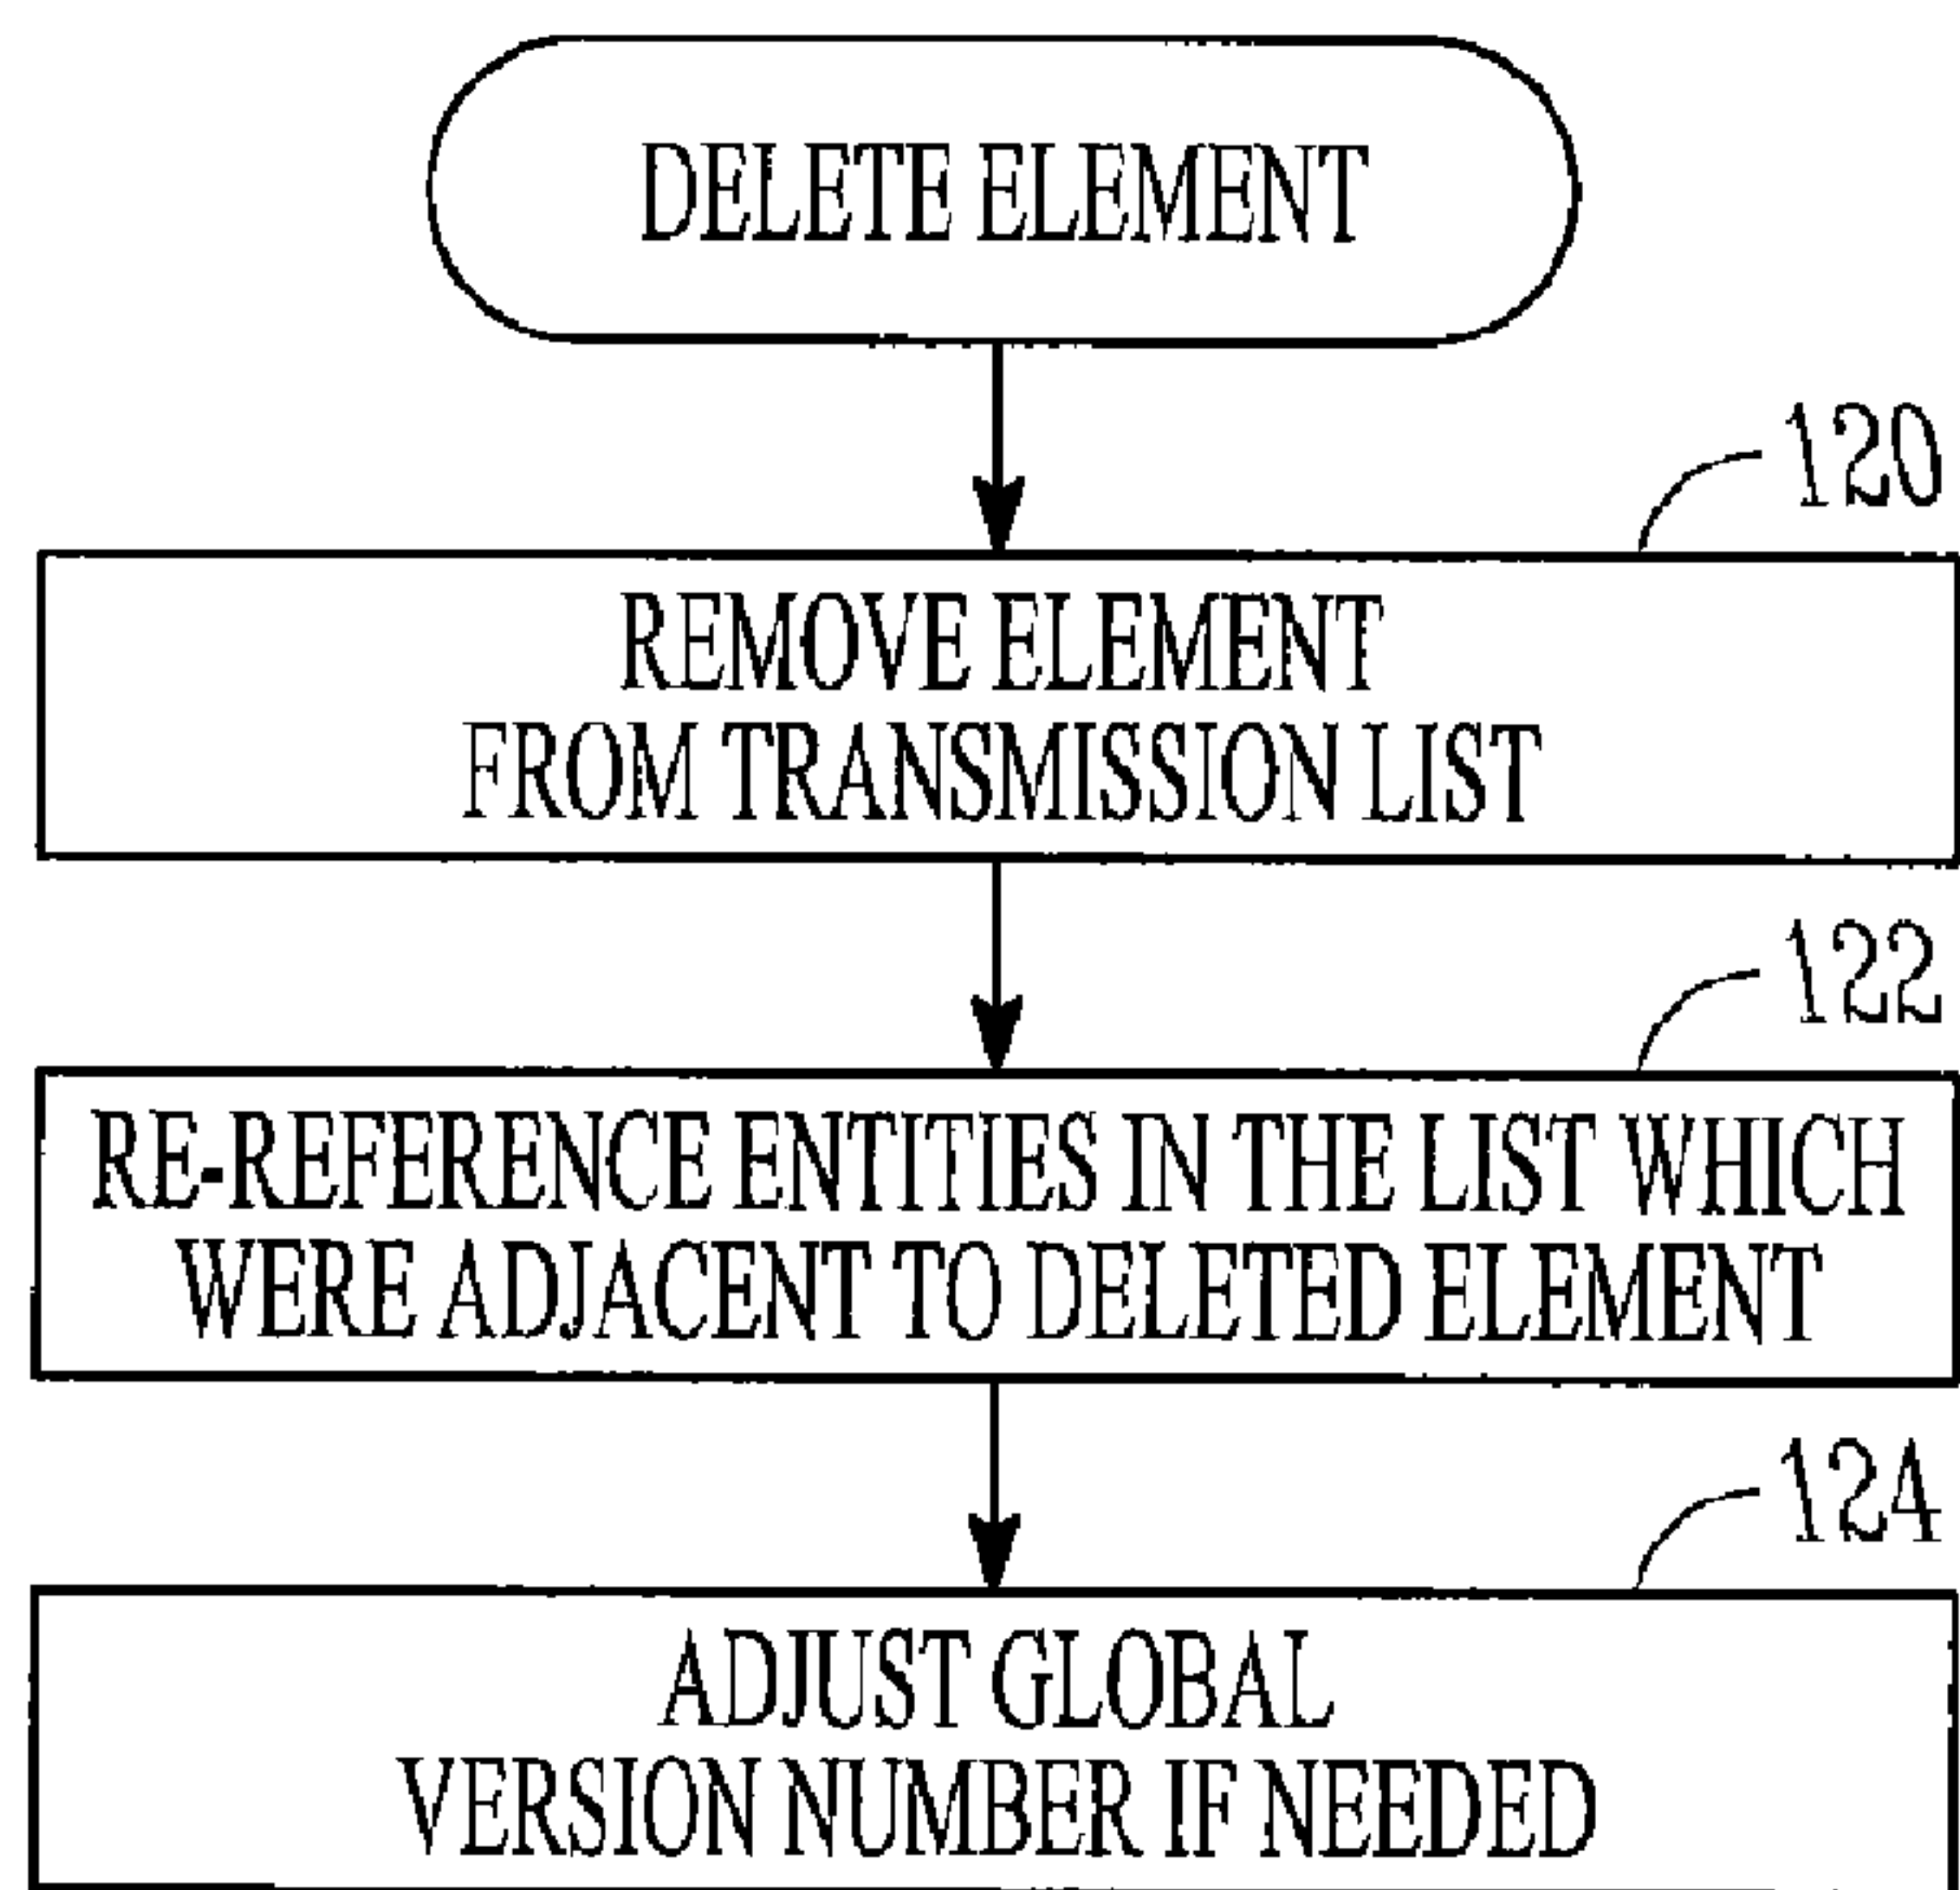 DELETE ELEMENT
120
REMOVE ELEMENT
FROM TRANSMISSION LIST
122
RE-REFERENCE ENTITIES IN THE LIST WHICH
WERE ADJACENT TO DELETED ELEMENT
124
ADJUST GLOBAL
VERSION NUMBER IF NEEDED